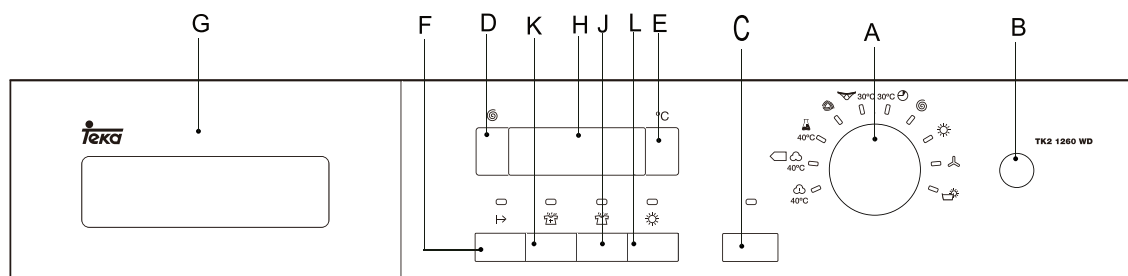 G F D K H J L E C A B
Teka
°C
30°C 30°C
40°C
40°C
40°C
TK2 1260 WD